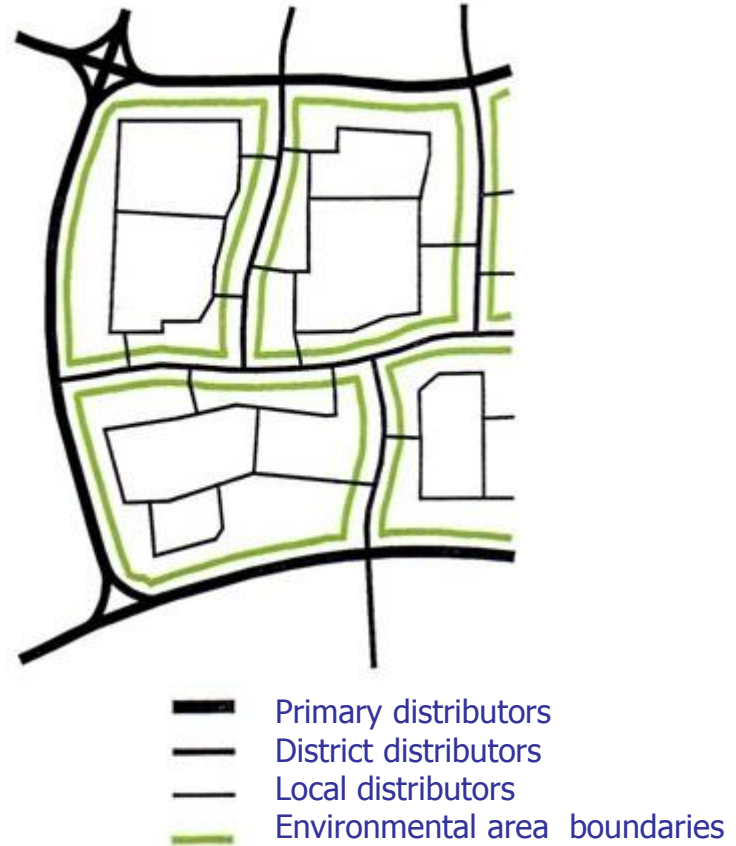 Primary distributors
District distributors
Local distributors
Environmental area boundaries